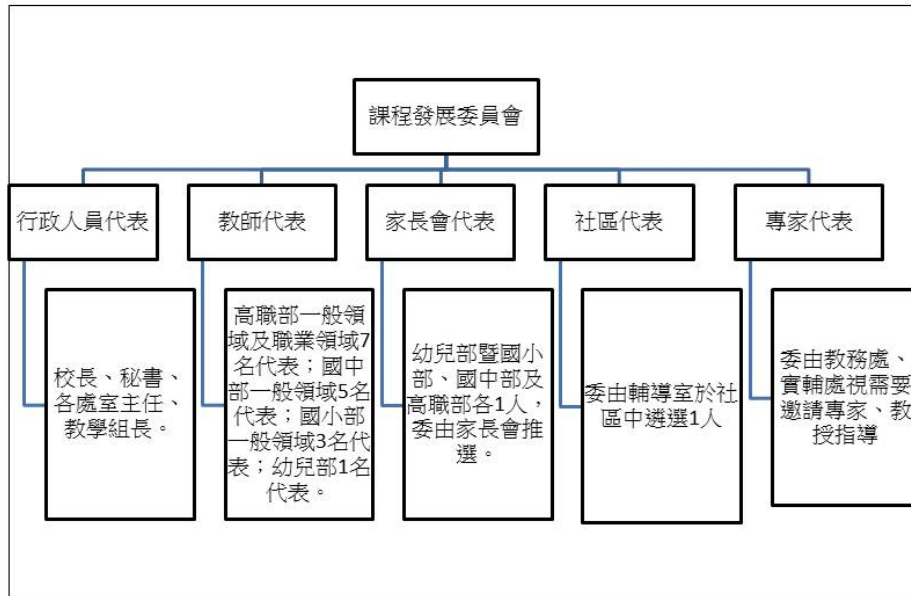 課程發展委員會
行政人員代表
教師代表
家長會代表
社區代表
專家代表
校長、秘書、
各處室主任、
教學組長。
高職部一般領
域及職業領域7
名代表；國中
部一般領域5名
代表；國小部
一般領域3名代
表；幼兒部1名
代表。
幼兒部暨國小
部、國中部及
高職部各1人，
委由家長會推
選。
委由輔導室於社
區中遴選1人
委由教務處、
實輔處視需要
邀請專家、教
授指導